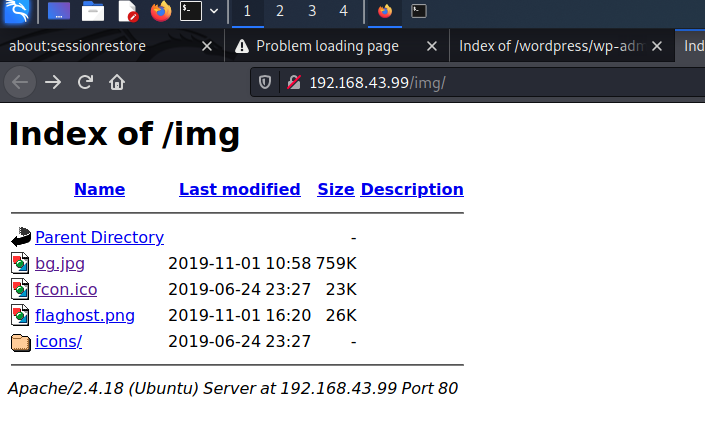 1 2 3 4
about:sessionrestore Problem loading page Index of /wordpress/wp-adm Ind
192.168.43.99/img/
Index of /img
Name Last modified Size Description
Parent Directory -
bg.jpg 2019-11-01 10:58 759K
fcon.ico 2019-06-24 23:27 23K
flaghost.png 2019-11-01 16:20 26K
icons/ 2019-06-24 23:27 -
Apache/2.4.18 (Ubuntu) Server at 192.168.43.99 Port 80